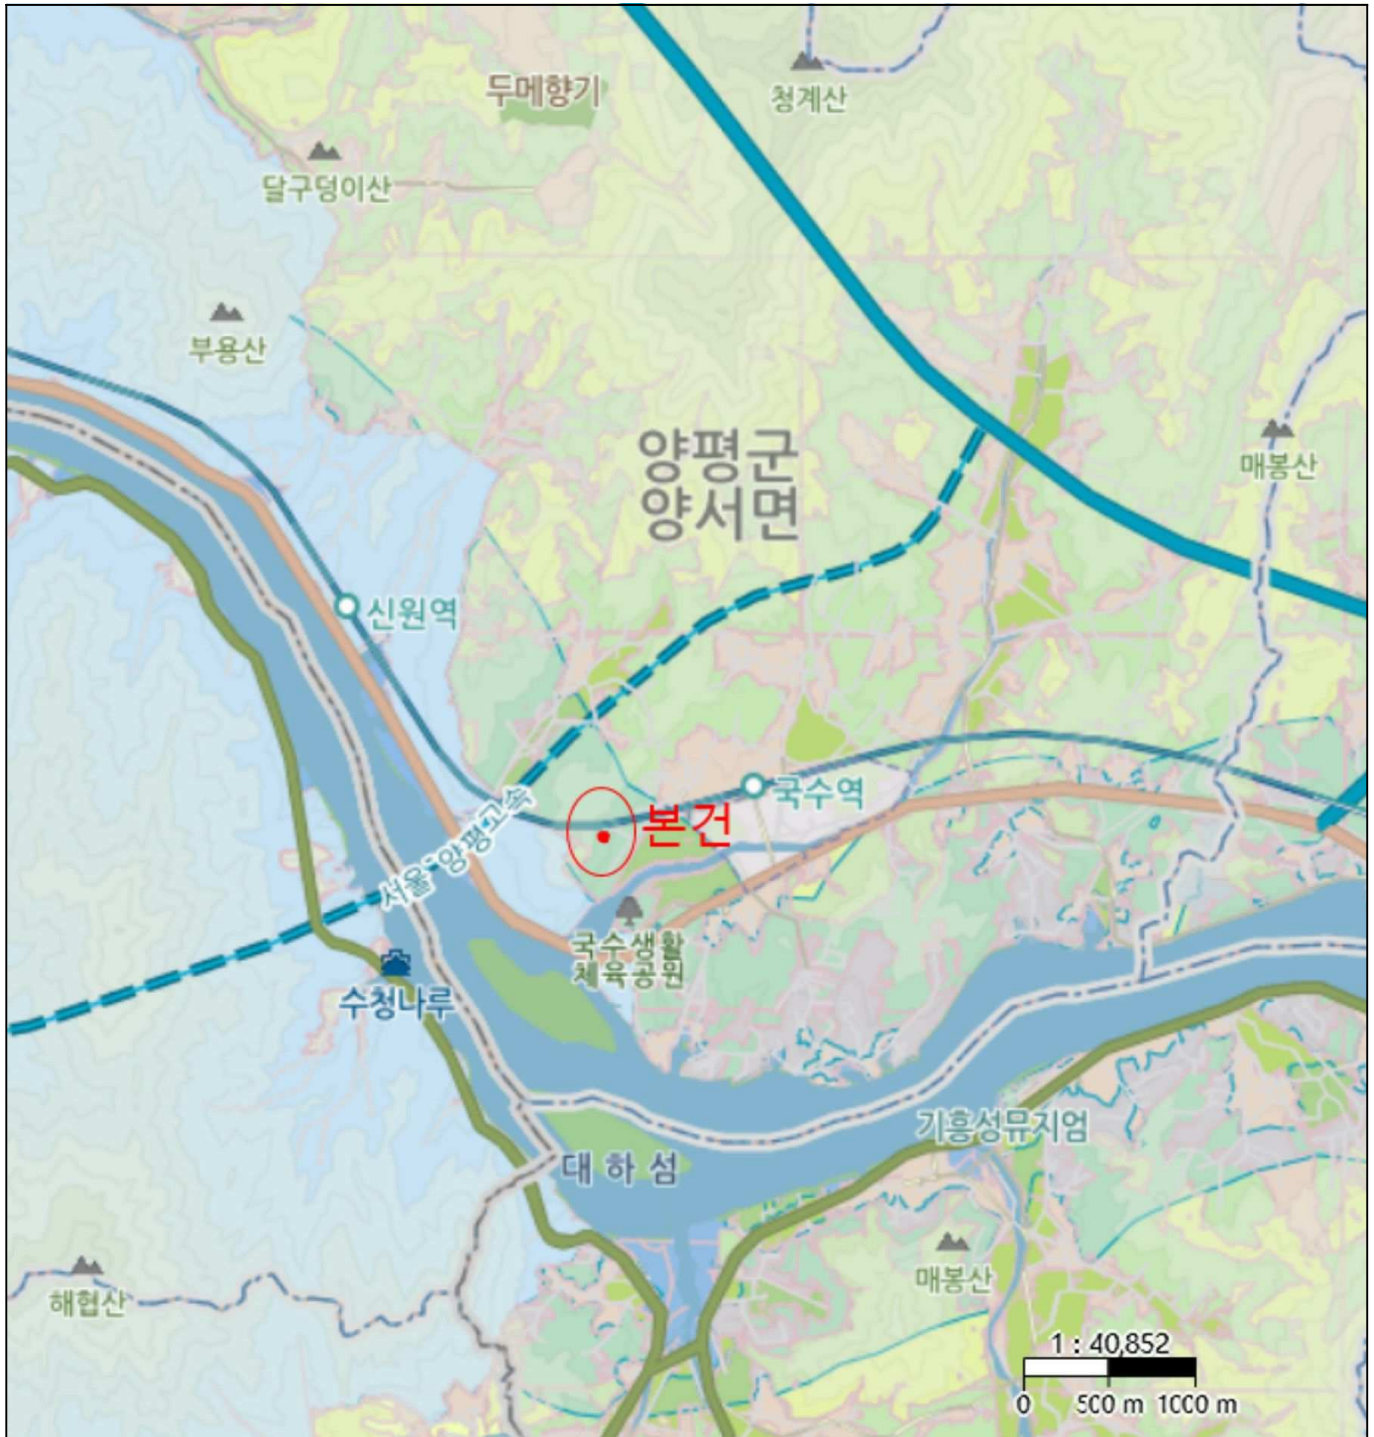 두메향기
청계산
달구덩이산
부용산
양평군
양서면
매봉산
신원역
국수역
본건
서울-양평고속
국수생활
체육공원
수청나루
기흥성뮤지엄
대하섬
매봉산
해협산
1 : 40,852
0 500 m 1000 m